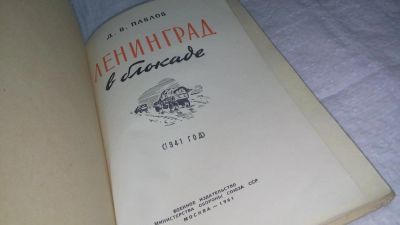 Д. В. ПАВЛОВ
ЛЕНИНГРАД
в блокаде
(1941 ГОД)
ВОЕННОЕ ИЗДАТЕЛЬСТВО
МИНИСТЕРСТВА ОБОРОНЫ СОЮЗА ССР
МОСКВА — 1961